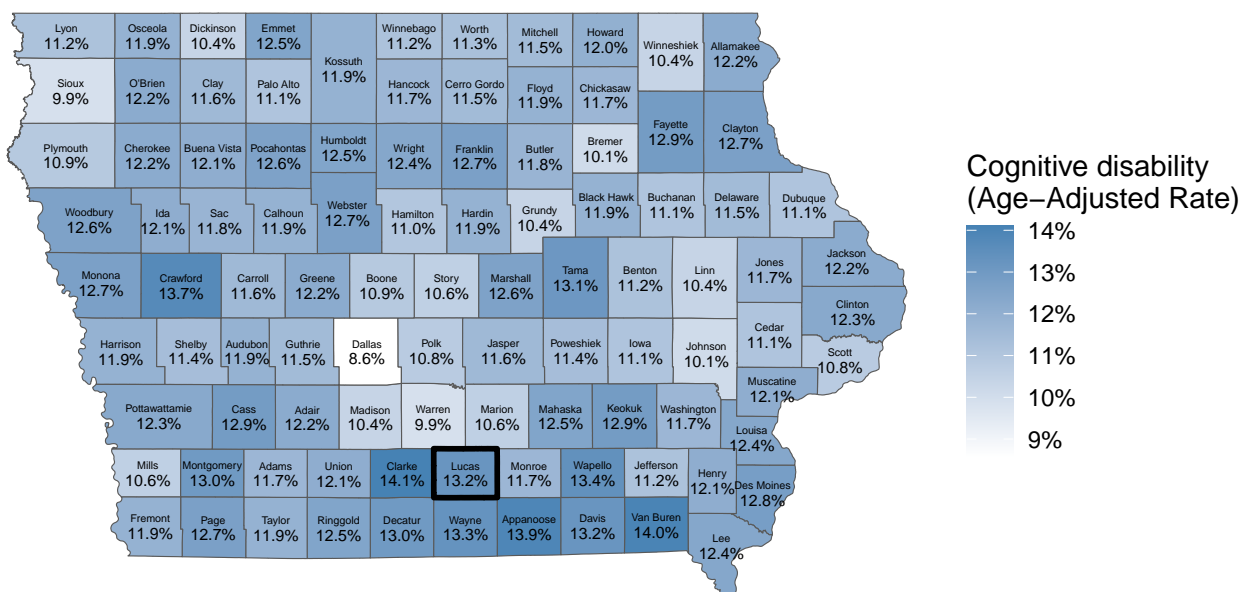 Lyon
11.2%
Osceola
11.9%
Dickinson
10.4%
Emmet
12.5%
Kossuth
11.9%
Winnebago
11.2%
Worth
11.3%
Mitchell
11.5%
Howard
12.0%
Winneshiek
10.4%
Allamakee
12.2%
Sioux
9.9%
O'Brien
12.2%
Clay
11.6%
Palo Alto
11.1%
Hancock
11.7%
Cerro Gordo
11.5%
Floyd
11.9%
Chickasaw
11.7%
Plymouth
10.9%
Cherokee
12.2%
Buena Vista
12.1%
Pocahontas
12.6%
Humboldt
12.5%
Wright
12.4%
Franklin
12.7%
Butler
11.8%
Bremer
10.1%
Fayette
12.9%
Clayton
12.7%
Woodbury
12.6%
Ida
12.1%
Sac
11.8%
Calhoun
11.9%
Webster
12.7%
Hamilton
11.0%
Hardin
11.9%
Grundy
10.4%
Black Hawk
11.9%
Buchanan
11.1%
Delaware
11.5%
Dubuque
11.1%
Monona
12.7%
Crawford
13.7%
Carroll
11.6%
Greene
12.2%
Boone
10.9%
Story
10.6%
Marshall
12.6%
Tama
13.1%
Benton
11.2%
Linn
10.4%
Jones
11.7%
Jackson
12.2%
Clinton
12.3%
Harrison
11.9%
Shelby
11.4%
Audubon
11.9%
Guthrie
11.5%
Dallas
8.6%
Polk
10.8%
Jasper
11.6%
Poweshiek
11.4%
Iowa
11.1%
Johnson
10.1%
Cedar
11.1%
Scott
10.8%
Muscatine
12.1%
Pottawattamie
12.3%
Cass
12.9%
Adair
12.2%
Madison
10.4%
Warren
9.9%
Marion
10.6%
Mahaska
12.5%
Keokuk
12.9%
Washington
11.7%
Louisa
12.4%
Mills
10.6%
Montgomery
13.0%
Adams
11.7%
Union
12.1%
Clarke
14.1%
Lucas
13.2%
Monroe
11.7%
Wapello
13.4%
Jefferson
11.2%
Henry
12.1%
Des Moines
12.8%
Fremont
11.9%
Page
12.7%
Taylor
11.9%
Ringgold
12.5%
Decatur
13.0%
Wayne
13.3%
Appanoose
13.9%
Davis
13.2%
Van Buren
14.0%
Lee
12.4%
Cognitive disability
(Age−Adjusted Rate)
14%
13%
12%
11%
10%
9%